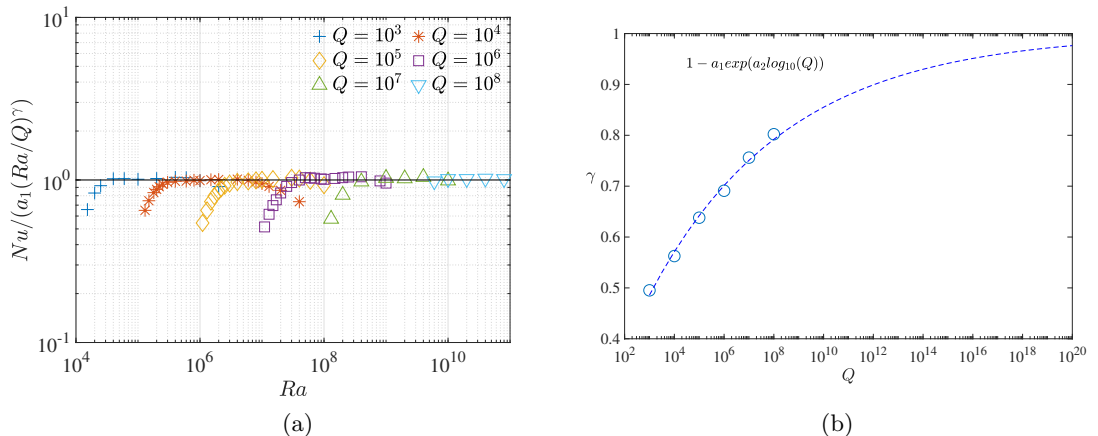 10^1
10^0
10^-1
Nu/(a_1(Ra/Q)^γ)
Q = 10^3 Q = 10^4
Q = 10^5 Q = 10^6
Q = 10^7 Q = 10^8
10^4 10^6 10^8 10^10
Ra
(a)
1
0.9
0.8
0.7
0.6
0.5
0.4
γ
1 − a_1exp(a_2log_10(Q))
10^2 10^4 10^6 10^8 10^10 10^12 10^14 10^16 10^18 10^20
Q
(b)